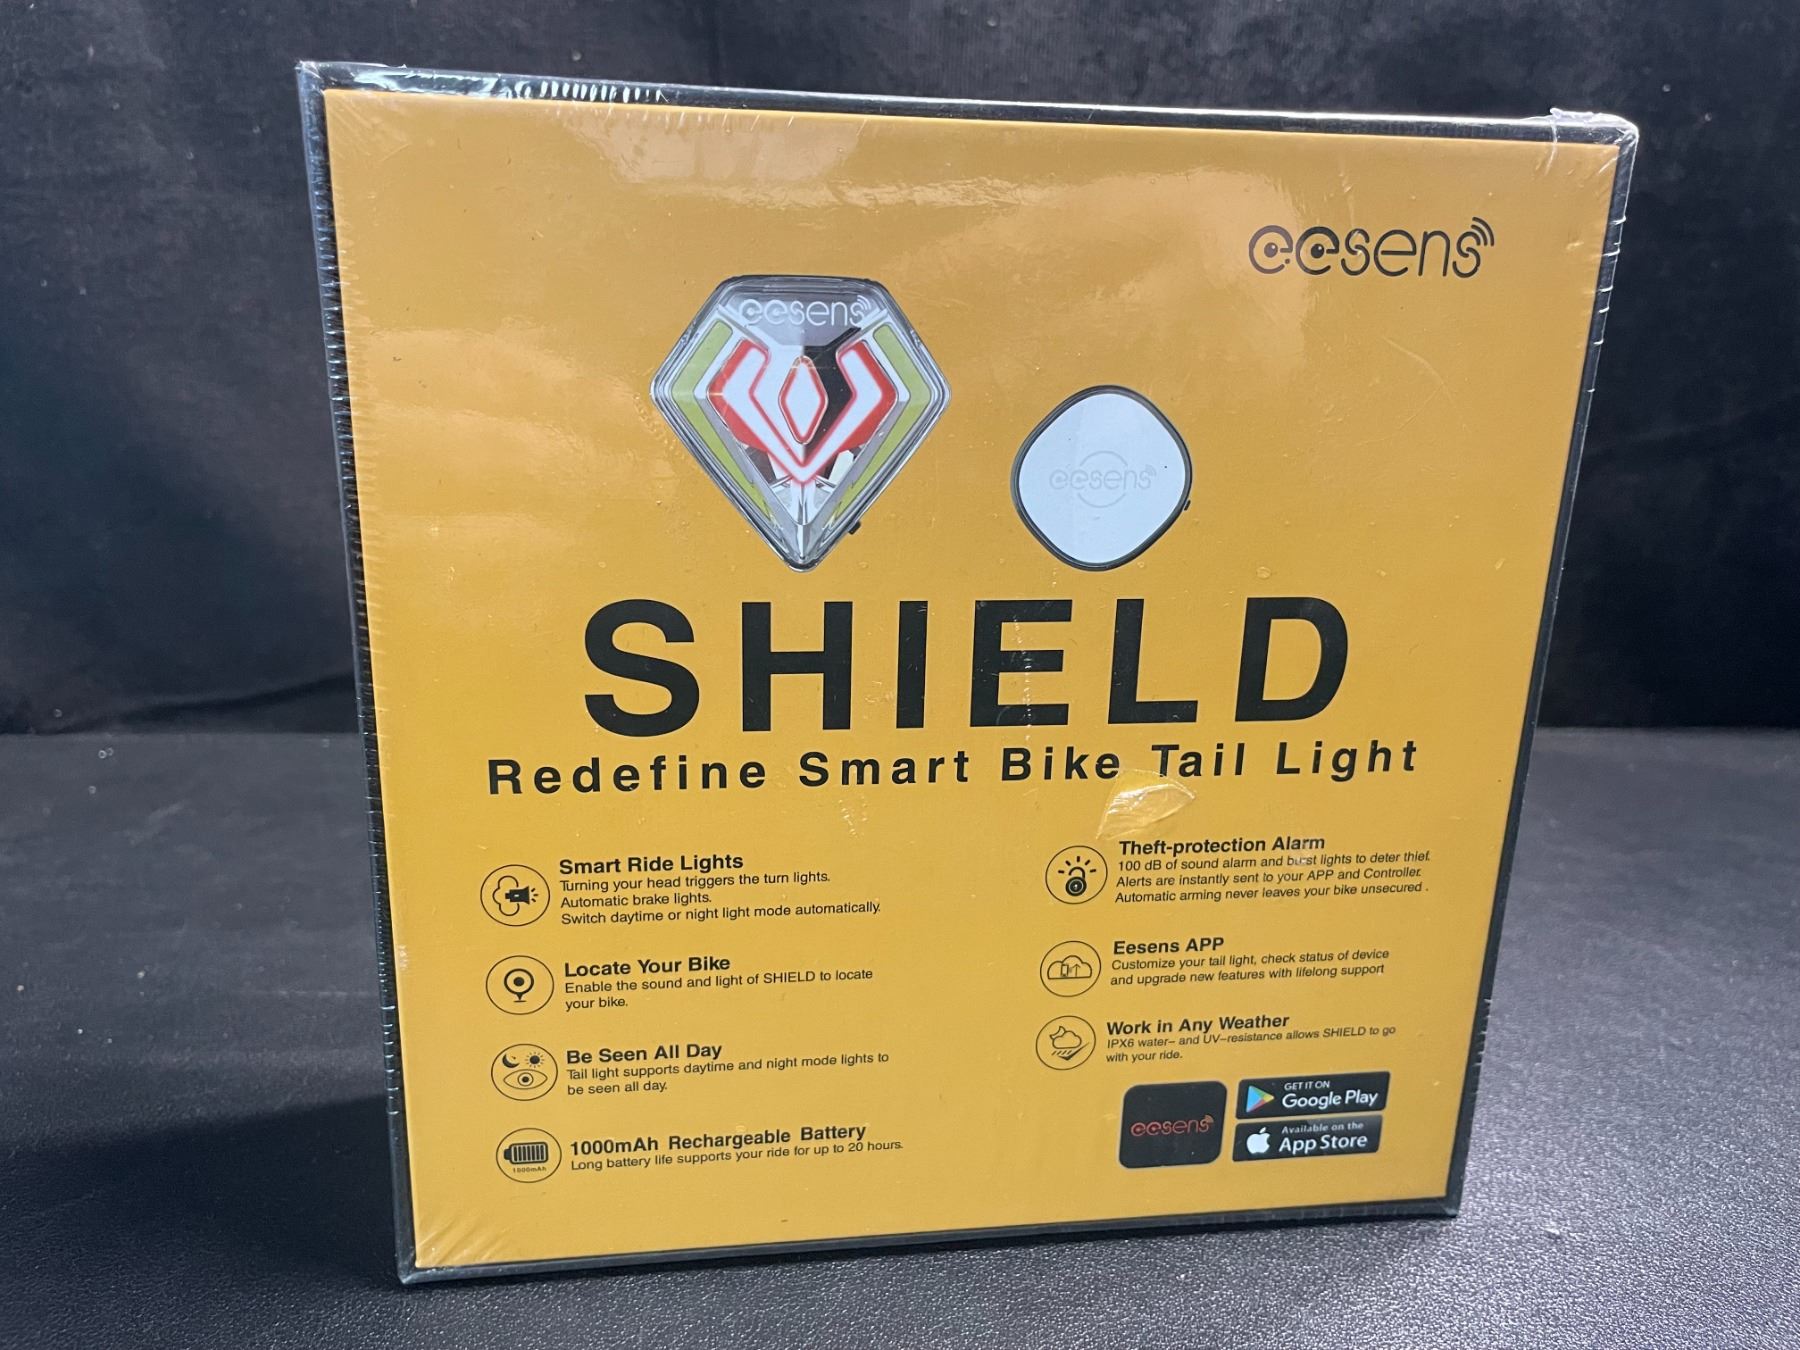 eesens
eesens
eesens
SHIELD
Redefine Smart Bike Tail Light
Smart Ride Lights
Turning your head triggers the turn lights.
Automatic brake lights.
Switch daytime or night light mode automatically.
Locate Your Bike
Enable the sound and light of SHIELD to locate
your bike.
Be Seen All Day
Tail light supports daytime and night mode lights to
be seen all day.
1000mAh
1000mAh Rechargeable Battery
Long battery life supports your ride for up to 20 hours.
Theft-protection Alarm
100 dB of sound alarm and burst lights to deter thief.
Alerts are instantly sent to your APP and Controller.
Automatic arming never leaves your bike unsecured .
Eesens APP
Customize your tail light, check status of device
and upgrade new features with lifelong support
Work in Any Weather
IPX6 water– and UV–resistance allows SHIELD to go
with your ride.
eesens
GET IT ON
Google Play
Available on the
App Store